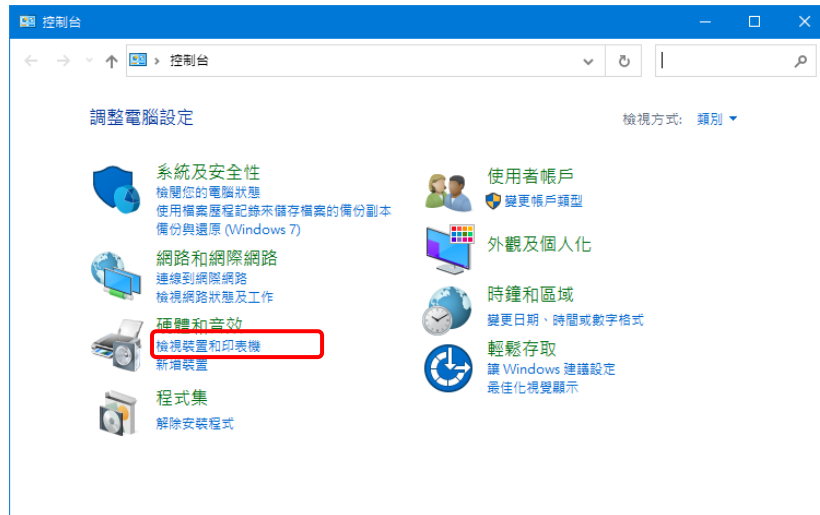 控制台
控制台
調整電腦設定
檢視方式: 類別
系統及安全性
檢閱您的電腦狀態
使用檔案歷程記錄來儲存檔案的備份副本
備份與還原 (Windows 7)
網路和網際網路
連線到網際網路
檢視網路狀態及工作
硬體和音效
檢視裝置和印表機
新增裝置
程式集
解除安裝程式
使用者帳戶
變更帳戶類型
外觀及個人化
時鐘和區域
變更日期、時間或數字格式
輕鬆存取
讓 Windows 建議設定
最佳化視覺顯示